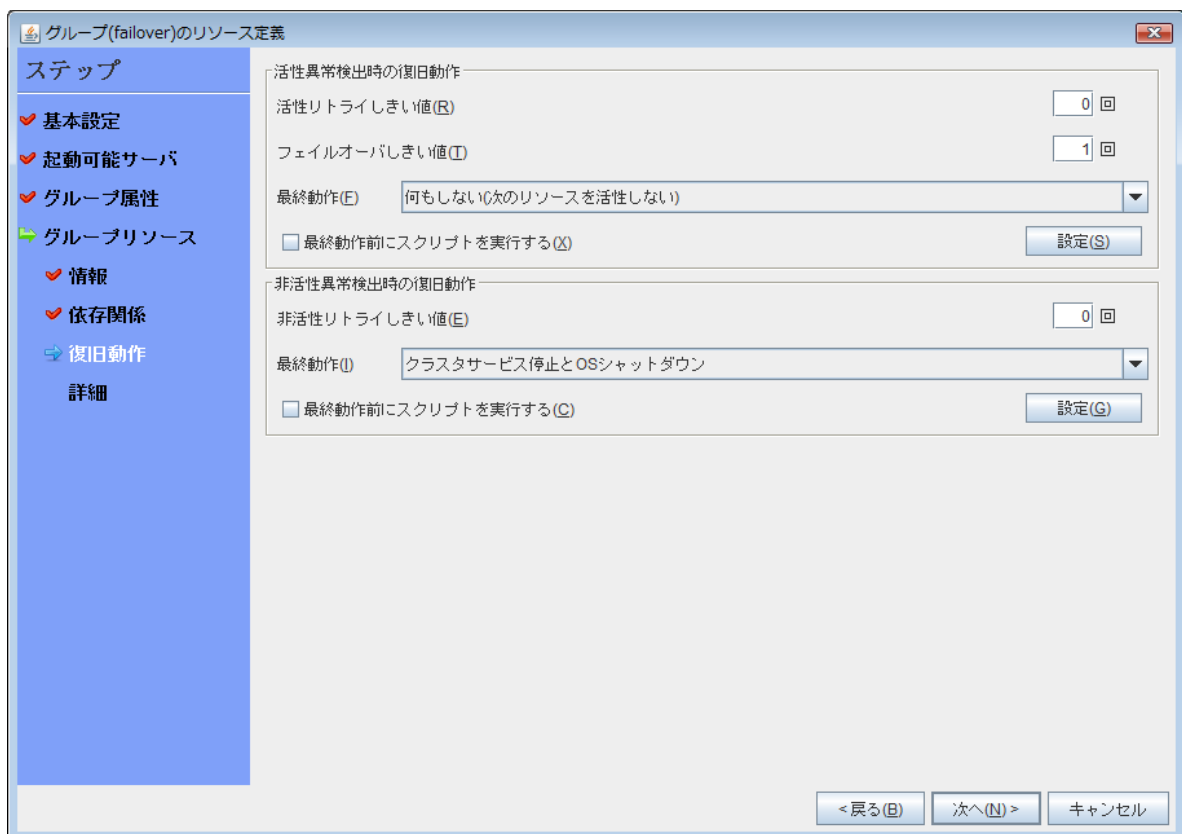 グループ(failover)のリソース定義
ステップ
基本設定
起動可能サーバ
グループ属性
グループリソース
情報
依存関係
復旧動作
詳細
活性異常検出時の復旧動作
活性リトライしきい値(R)
0 回
フェイルオーバしきい値(T)
1 回
最終動作(F)
何もしない(次のリソースを活性しない)
最終動作前にスクリプトを実行する(X)
設定(S)
非活性異常検出時の復旧動作
非活性リトライしきい値(E)
0 回
最終動作(I)
クラスタサービス停止とOSシャットダウン
最終動作前にスクリプトを実行する(C)
設定(G)
<戻る(B)
次へ(N)>
キャンセル